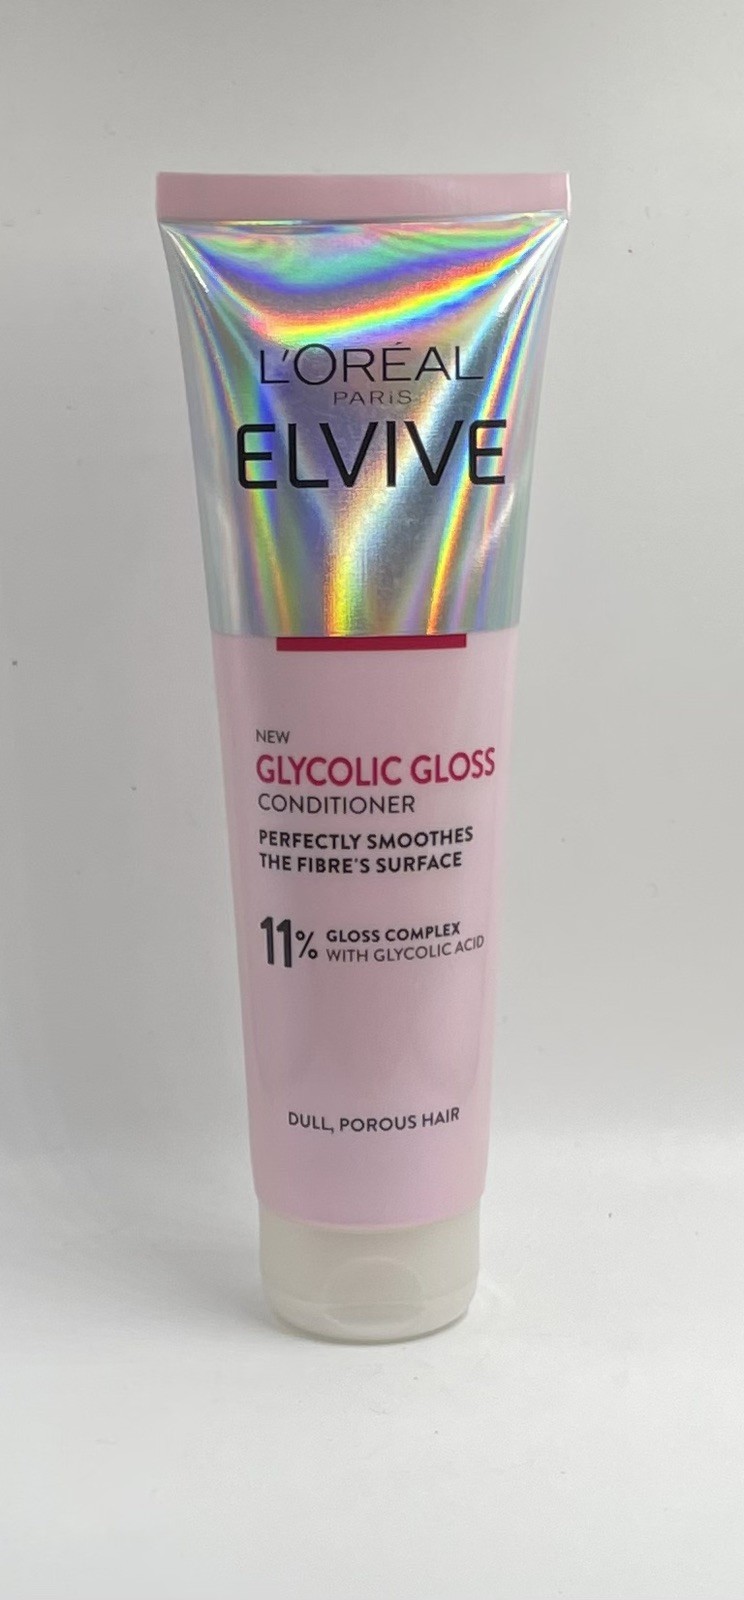 L'ORÉAL
PARIS
ELVIVE
NEW
GLYCOLIC GLOSS
CONDITIONER
PERFECTLY SMOOTHES
THE FIBRE'S SURFACE
11% GLOSS COMPLEX
WITH GLYCOLIC ACID
DULL, POROUS HAIR